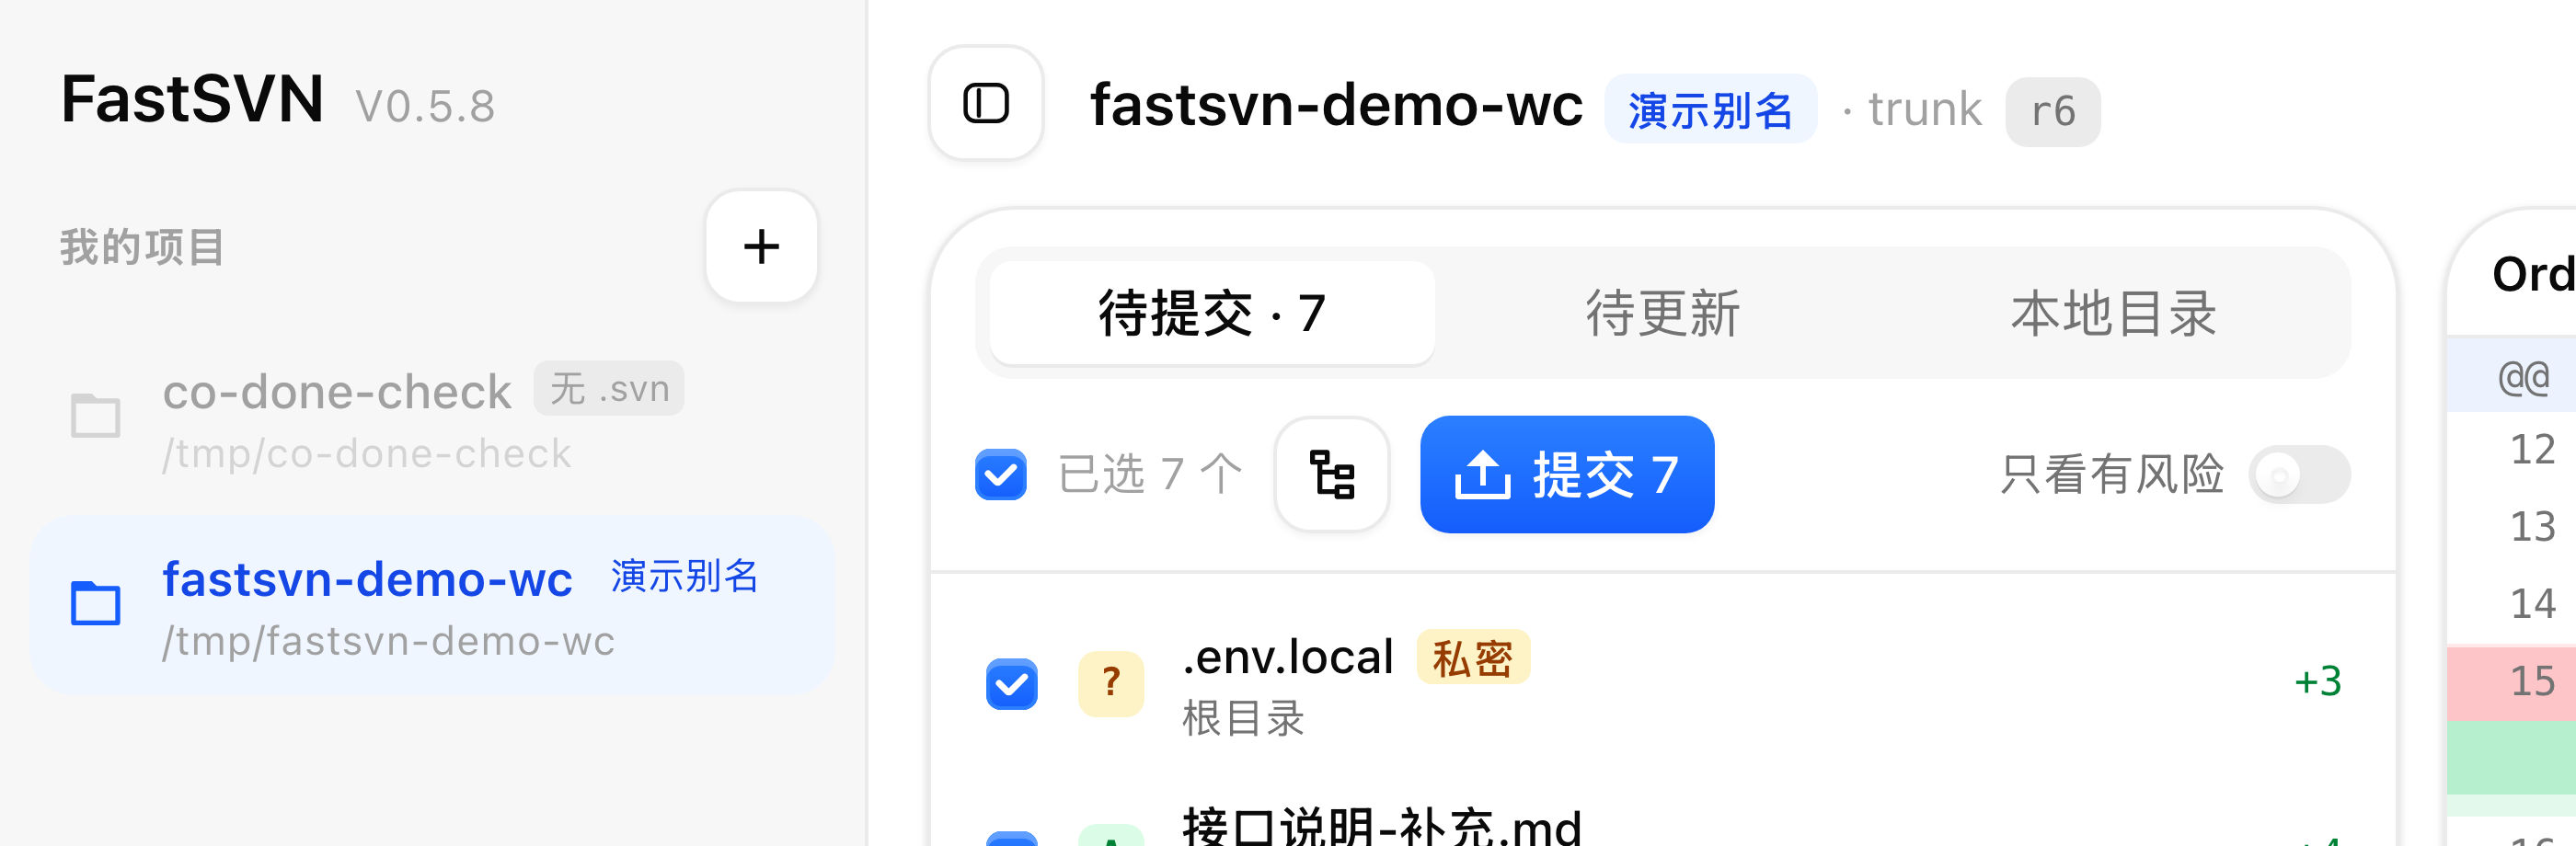 FastSVN V0.5.8
我的项目
+
co-done-check 无 .svn
/tmp/co-done-check
fastsvn-demo-wc 演示别名
/tmp/fastsvn-demo-wc
fastsvn-demo-wc 演示别名 · trunk r6
待提交 · 7 待更新 本地目录
已选 7 个 提交 7 只看有风险
? .env.local 私密 +3
根目录
接口说明-补充.md
Ord
@@
12
13
14
15